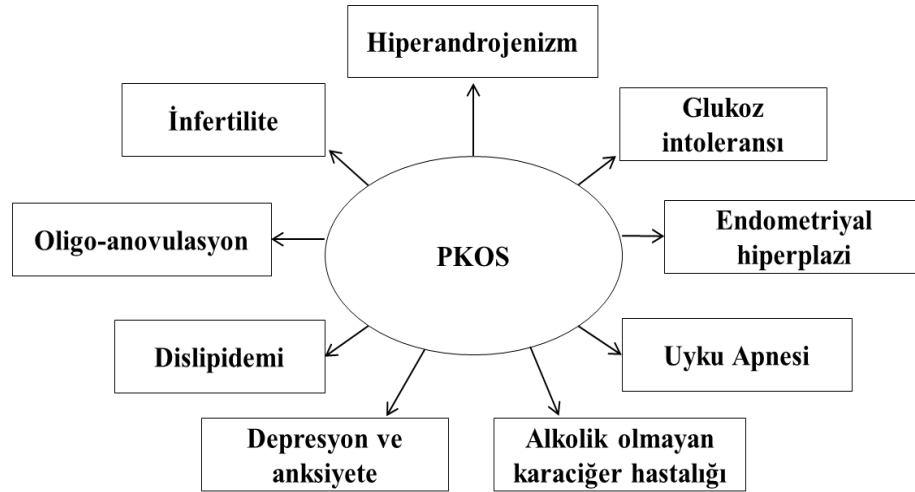 Hiperandrojenizm
İnfertilite
Glukoz
intoleransı
Oligo-anovulasyon
Endometriyal
hiperplazi
PKOS
Dislipidemi
Uyku Apnesi
Depresyon ve
anksiyete
Alkolik olmayan
karaciğer hastalığı